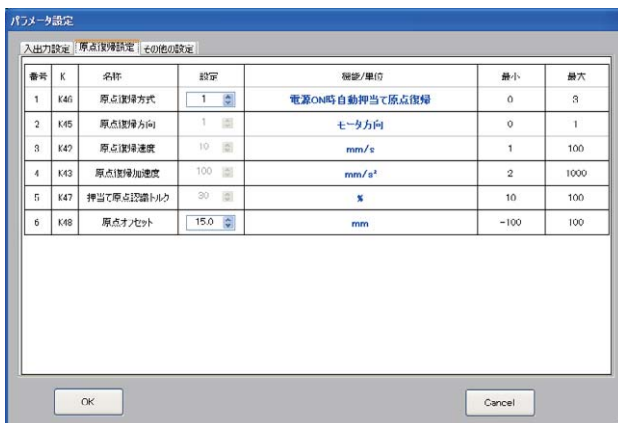 パラメータ設定
入出力設定 原点復帰設定 その他の設定
番号 K 名称 設定 機能/単位 最小 最大
1 K46 原点復帰方式 1 電源ON時自動押当て原点復帰 0 3
2 K45 原点復帰方向 1 モータ方向 0 1
3 K42 原点復帰速度 10 mm/s 1 100
4 K43 原点復帰加速度 100 mm/s² 2 1000
5 K47 押当て原点認識トルク 30 % 10 100
6 K48 原点オフセット 15.0 mm -100 100
OK Cancel